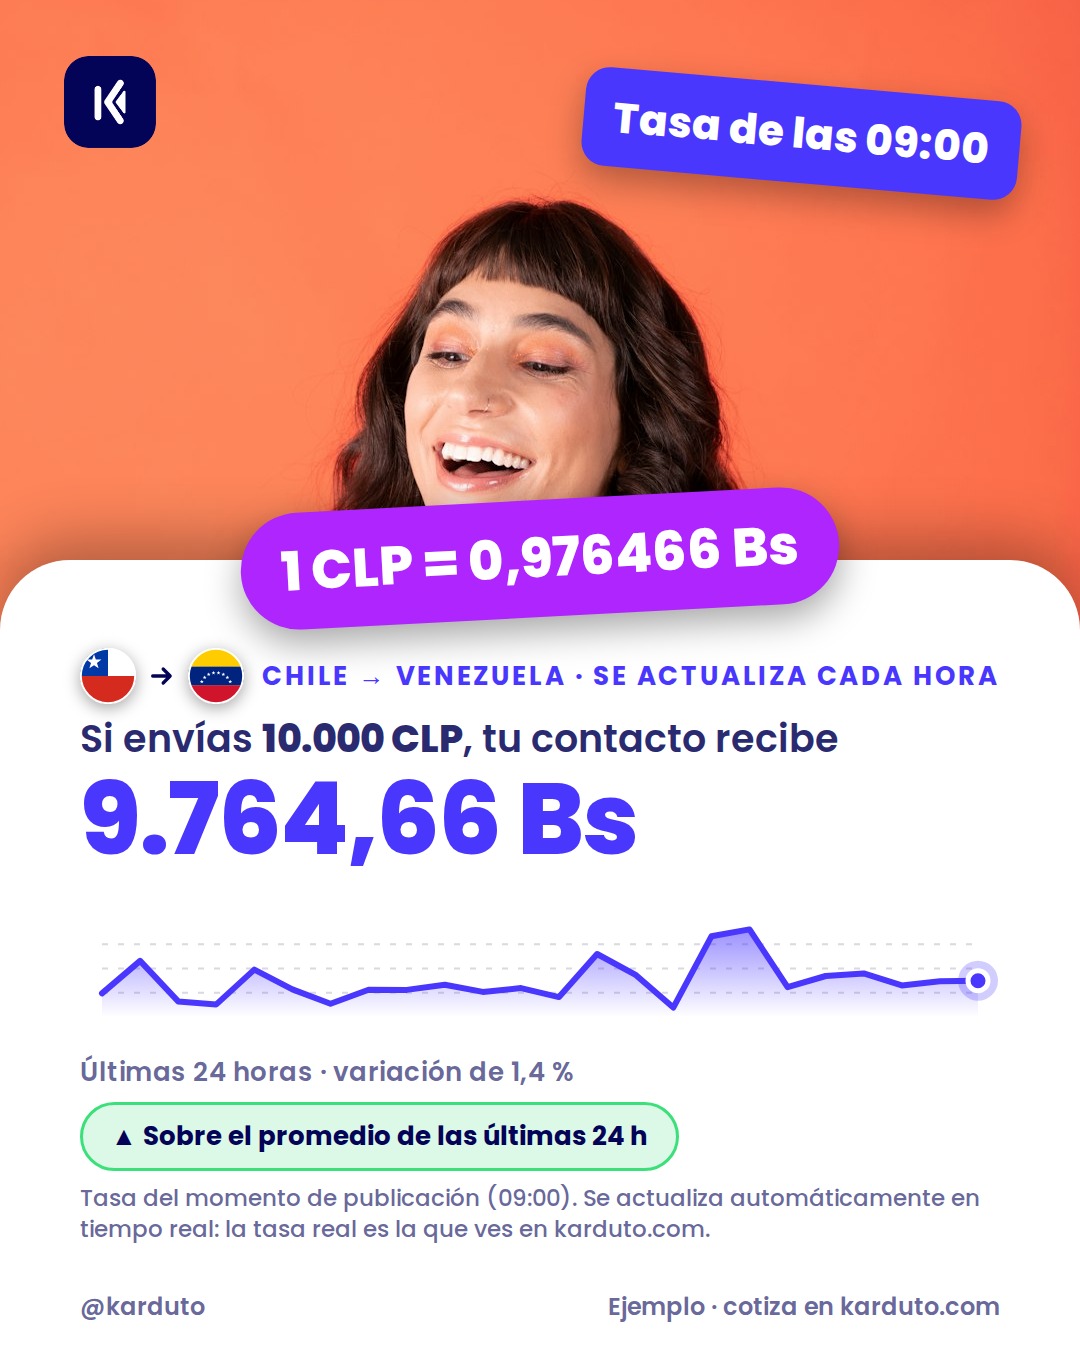 Tasa de las 09:00
1 CLP = 0,976466 Bs
CHILE → VENEZUELA · SE ACTUALIZA CADA HORA
Si envías 10.000 CLP, tu contacto recibe
9.764,66 Bs
Últimas 24 horas · variación de 1,4 %
▲ Sobre el promedio de las últimas 24 h
Tasa del momento de publicación (09:00). Se actualiza automáticamente en
tiempo real: la tasa real es la que ves en karduto.com.
@karduto
Ejemplo · cotiza en karduto.com